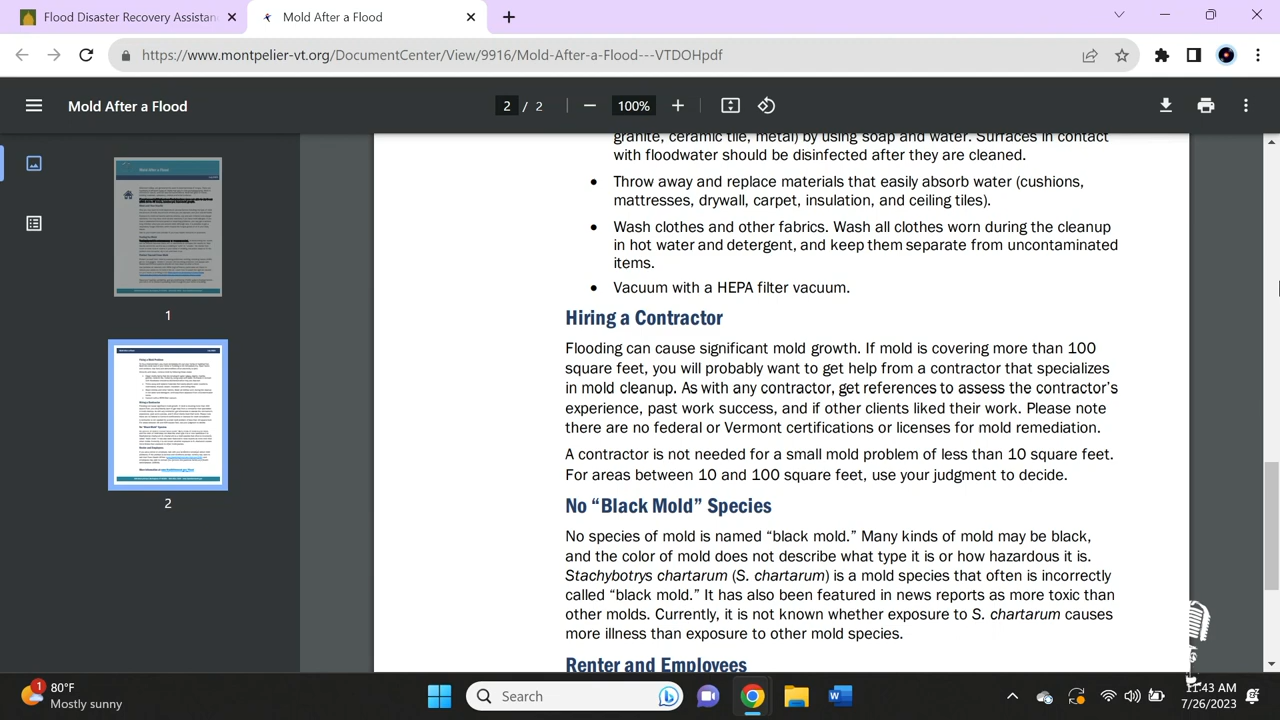 Flood Disaster Recovery Assistan
Mold After a Flood
https://www.montpelier-vt.org/DocumentCenter/View/9916/Mold-After-a-Flood---VTDOHpdf
Mold After a Flood
2 / 2
100%
granite, ceramic tile, metal) by using soap and water. Surfaces in contact
with floodwater should be disinfected after they are cleaned.
• Throw away and replace materials that easily absorb water (cushions,
mattresses, drywall, carpet, insulation, and ceiling tiles).
• Wash clothes and other fabrics. Wash all clothes worn during the cleanup
in hot water and detergent, and keep them separate from uncontaminated
items.
• Vacuum with a HEPA filter vacuum.
Hiring a Contractor
Flooding can cause significant mold growth. If mold is covering more than 100
square feet, you will probably want to get help from a contractor that specializes
in mold cleanup. As with any contractor, get references to assess the contractor's
experience, past work success, and if other clients liked their work. Please note
there are no federal or Vermont certifications or licenses for mold remediation.
A contractor is not needed for a small mold problem of less than 10 square feet.
For areas between 10 and 100 square feet, use your judgment to decide.
No “Black Mold” Species
No species of mold is named “black mold.” Many kinds of mold may be black,
and the color of mold does not describe what type it is or how hazardous it is.
Stachybotrys chartarum (S. chartarum) is a mold species that often is incorrectly
called “black mold.” It has also been featured in news reports as more toxic than
other molds. Currently, it is not known whether exposure to S. chartarum causes
more illness than exposure to other mold species.
Renter and Employees
1
2
1
80°F
Mostly sunny
Search
11:43 AM
7/26/2023